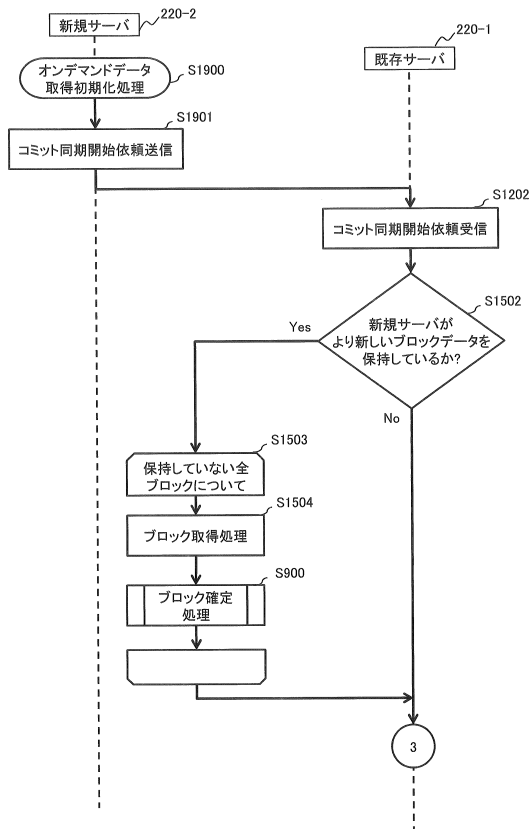 新規サーバ
220-2
既存サーバ
220-1
オンデマンドデータ
取得初期化処理
S1900
S1901
コミット同期開始依頼送信
S1202
コミット同期開始依頼受信
S1502
新規サーバが
より新しいブロックデータを
保持しているか?
Yes
No
S1503
保持していない全
ブロックについて
S1504
ブロック取得処理
S900
ブロック確定
処理
3